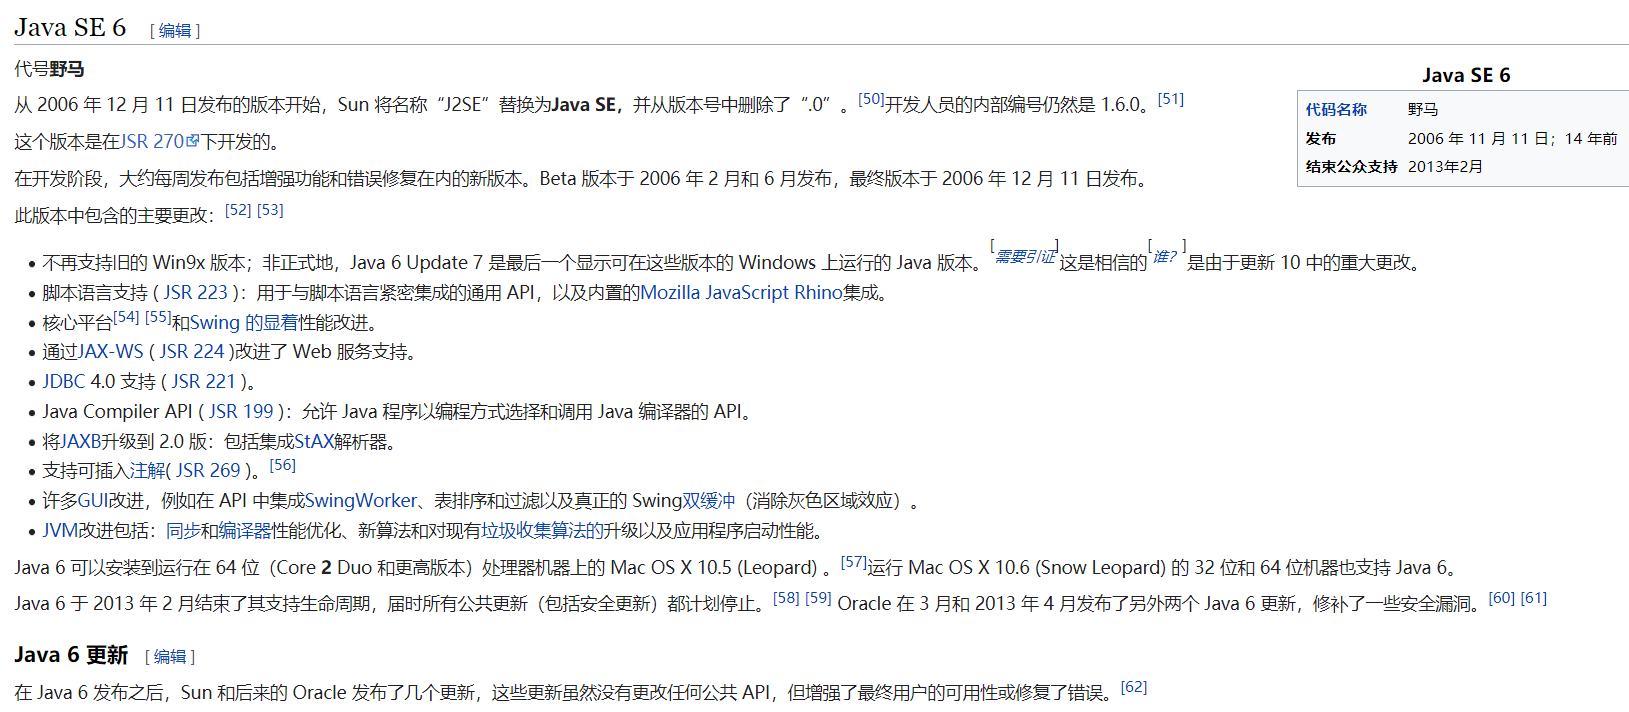 Java SE 6 [ 编辑 ]
代号野马
从 2006 年 12 月 11 日发布的版本开始，Sun 将名称“J2SE”替换为Java SE，并从版本号中删除了“.0”。[50]开发人员的内部编号仍然是 1.6.0。[51]
这个版本是在JSR 270下开发的。
在开发阶段，大约每周发布包括增强功能和错误修复在内的新版本。Beta 版本于 2006 年 2 月和 6 月发布，最终版本于 2006 年 12 月 11 日发布。
此版本中包含的主要更改：[52] [53]
Java SE 6
代码名称 野马
发布 2006 年 11 月 11 日；14 年前
结束公众支持 2013年2月
• 不再支持旧的 Win9x 版本；非正式地，Java 6 Update 7 是最后一个显示可在这些版本的 Windows 上运行的 Java 版本。[需要引证]这是相信的[谁？]是由于更新 10 中的重大更改。
• 脚本语言支持 ( JSR 223 )：用于与脚本语言紧密集成的通用 API，以及内置的Mozilla JavaScript Rhino集成。
• 核心平台[54] [55]和Swing 的显着性能改进。
• 通过JAX-WS ( JSR 224 )改进了 Web 服务支持。
• JDBC 4.0 支持 ( JSR 221 )。
• Java Compiler API ( JSR 199 )：允许 Java 程序以编程方式选择和调用 Java 编译器的 API。
• 将JAXB升级到 2.0 版：包括集成StAX解析器。
• 支持可插入注解( JSR 269 )。[56]
• 许多GUI改进，例如在 API 中集成SwingWorker、表排序和过滤以及真正的 Swing双缓冲（消除灰色区域效应）。
• JVM改进包括：同步和编译器性能优化、新算法和对现有垃圾收集算法的升级以及应用程序启动性能。
Java 6 可以安装到运行在 64 位（Core 2 Duo 和更高版本）处理器机器上的 Mac OS X 10.5 (Leopard) 。[57]运行 Mac OS X 10.6 (Snow Leopard) 的 32 位和 64 位机器也支持 Java 6。
Java 6 于 2013 年 2 月结束了其支持生命周期，届时所有公共更新（包括安全更新）都计划停止。[58] [59] Oracle 在 3 月和 2013 年 4 月发布了另外两个 Java 6 更新，修补了一些安全漏洞。[60] [61]
Java 6 更新 [ 编辑 ]
在 Java 6 发布之后，Sun 和后来的 Oracle 发布了几个更新，这些更新虽然没有更改任何公共 API，但增强了最终用户的可用性或修复了错误。[62]